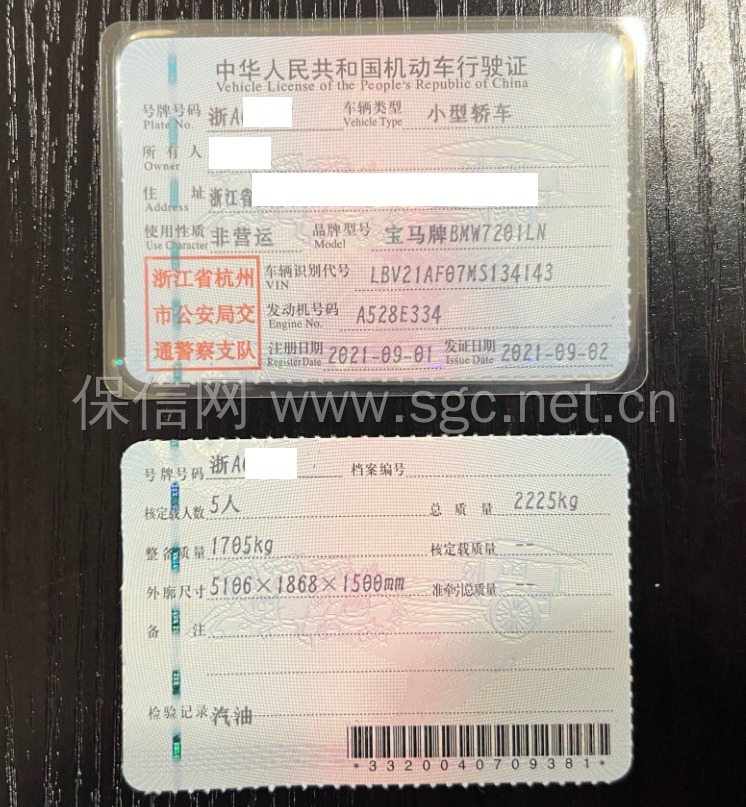 中华人民共和国机动车行驶证
Vehicle License of the People's Republic of China
号牌号码 浙A 车辆类型 小型轿车
Plate No. Vehicle Type
所有人
Owner
住址 浙江省
Address
使用性质 非营运 品牌型号 宝马牌BMW7201LN
Use Character Model
浙江省杭州
市公安局交
通警察支队
车辆识别代号 LBV21AF07MS134143
VIN
发动机号码 A528E334
Engine No.
注册日期 2021-09-01 发证日期 2021-09-02
Register Date Issue Date
保信网 www.sgc.net.cn
号牌号码 浙A 档案编号
核定载人数 5人 总质量 2225kg
整备质量 1705kg 核定载质量 --
外廓尺寸 5106×1868×1500mm 准牵引总质量 --
备注
检验记录 汽油
*3320040709381*